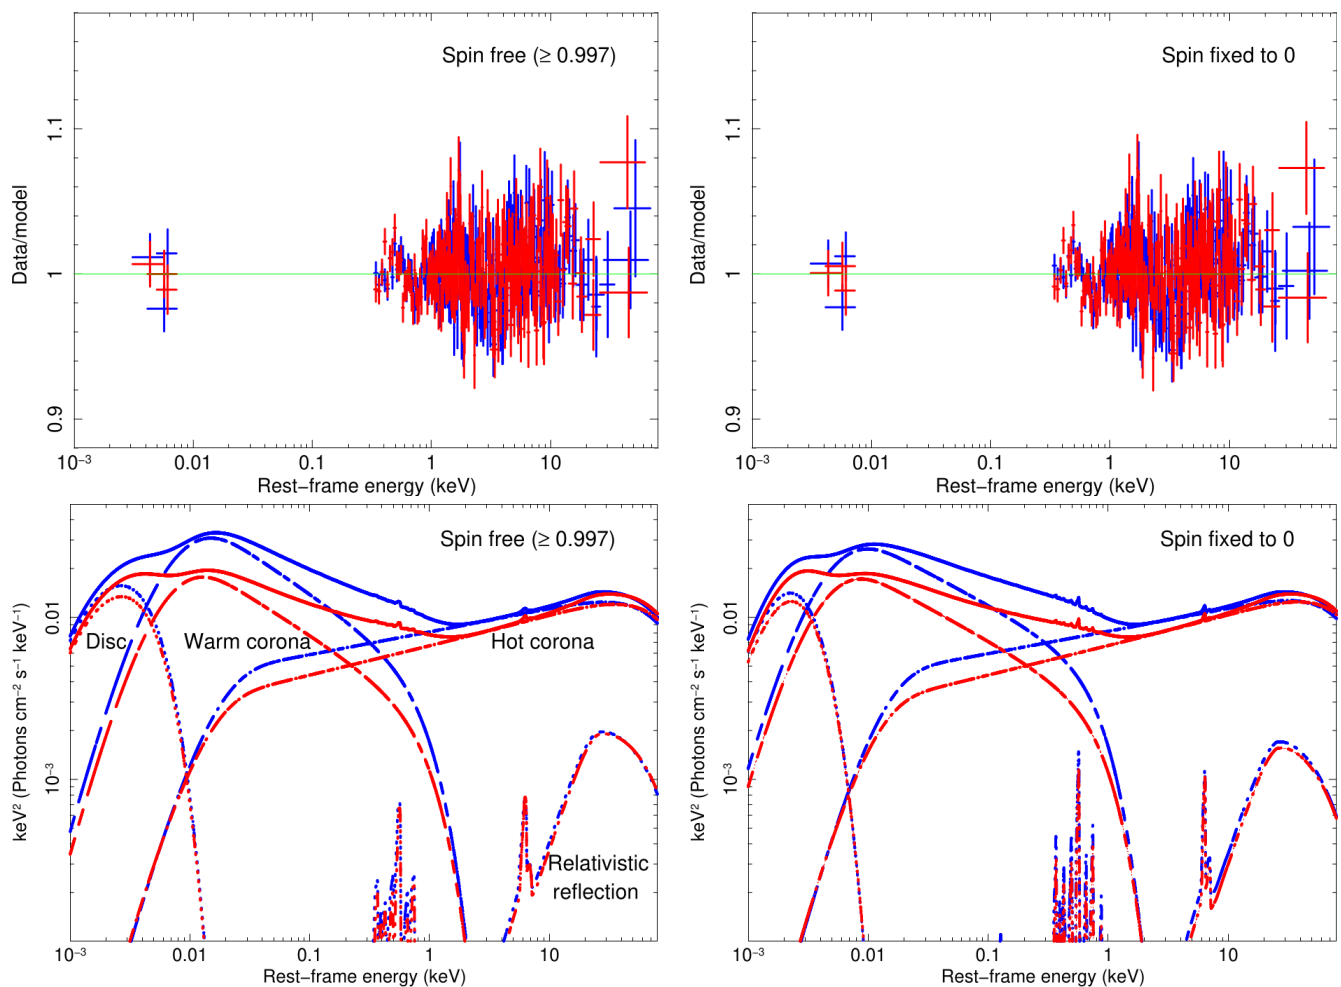 Spin free (≥ 0.997)
1.1
1
0.9
Data/model
10⁻³ 0.01 0.1 1 10
Rest−frame energy (keV)
Spin fixed to 0
1.1
1
0.9
Data/model
10⁻³ 0.01 0.1 1 10
Rest−frame energy (keV)
Spin free (≥ 0.997)
0.01
10⁻³
keV² (Photons cm⁻² s⁻¹ keV⁻¹)
Disc
Warm corona
Hot corona
Relativistic
reflection
10⁻³ 0.01 0.1 1 10
Rest−frame energy (keV)
Spin fixed to 0
0.01
10⁻³
keV² (Photons cm⁻² s⁻¹ keV⁻¹)
10⁻³ 0.01 0.1 1 10
Rest−frame energy (keV)